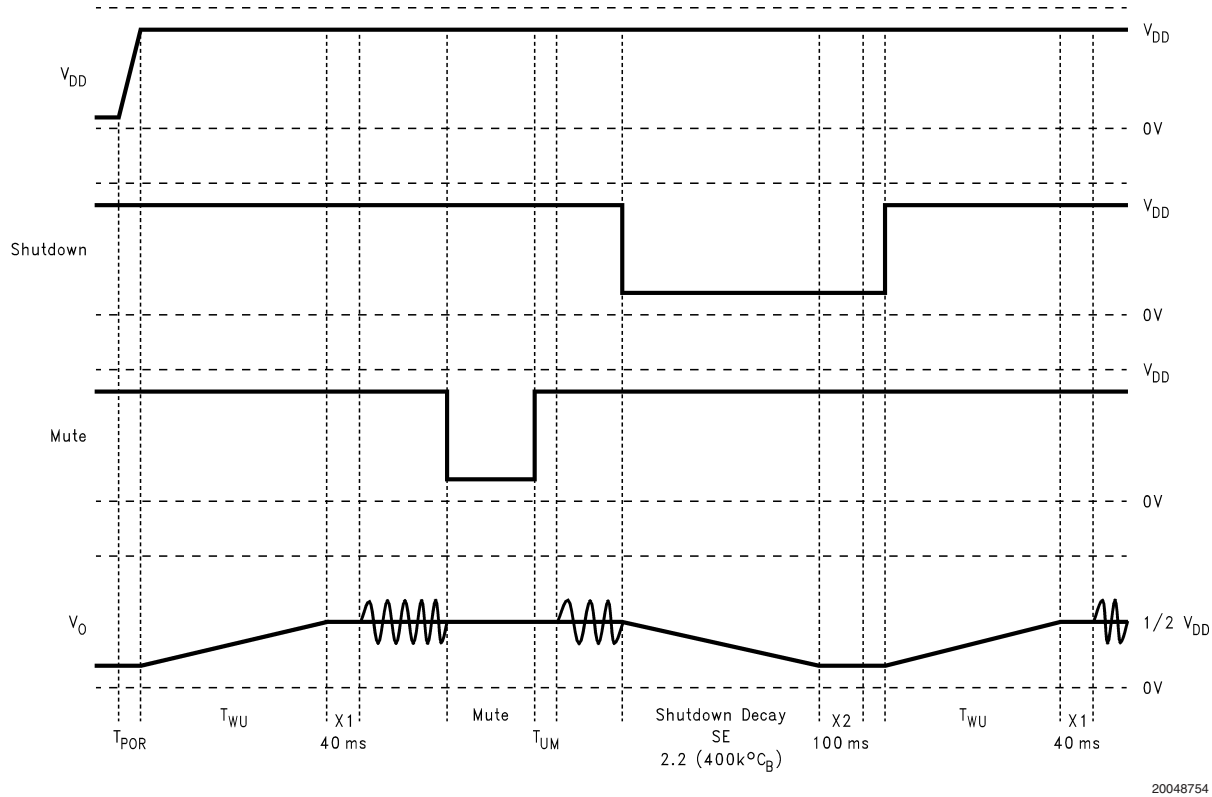 V_DD
V_DD
0V
V_DD
Shutdown
0V
V_DD
Mute
0V
V_O
1/2 V_DD
0V
T_WU
X1
Mute
Shutdown Decay
X2
T_WU
X1
T_POR
40 ms
T_UM
SE
100 ms
40 ms
2.2 (400k°C_B)
20048754